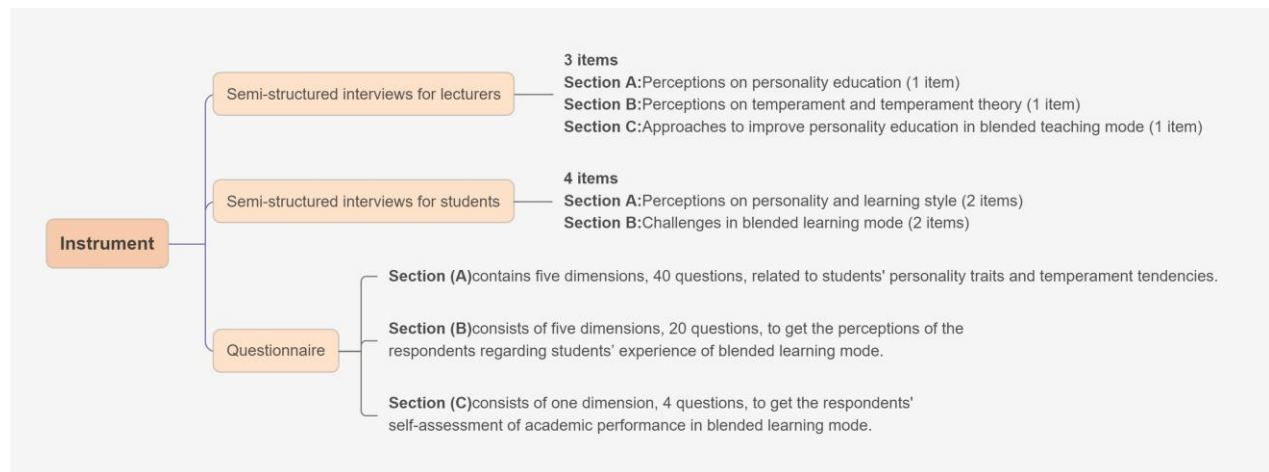 Instrument
Semi-structured interviews for lecturers
3 items
Section A:Perceptions on personality education (1 item)
Section B:Perceptions on temperament and temperament theory (1 item)
Section C:Approaches to improve personality education in blended teaching mode (1 item)
Semi-structured interviews for students
4 items
Section A:Perceptions on personality and learning style (2 items)
Section B:Challenges in blended learning mode (2 items)
Questionnaire
Section (A)contains five dimensions, 40 questions, related to students' personality traits and temperament tendencies.
Section (B)consists of five dimensions, 20 questions, to get the perceptions of the
respondents regarding students’ experience of blended learning mode.
Section (C)consists of one dimension, 4 questions, to get the respondents'
self-assessment of academic performance in blended learning mode.